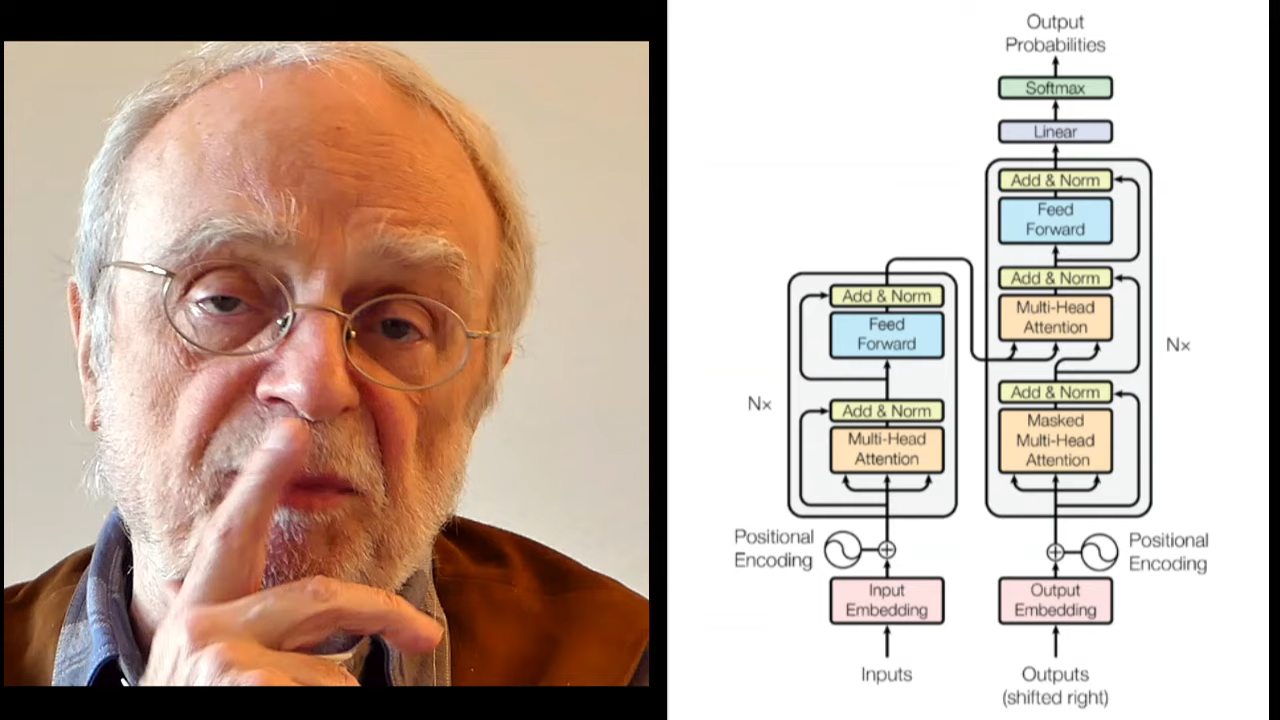 Output
Probabilities
Softmax
Linear
Add & Norm
Feed
Forward
Add & Norm
Multi-Head
Attention
Nx
Add & Norm
Masked
Multi-Head
Attention
Add & Norm
Feed
Forward
Nx
Add & Norm
Multi-Head
Attention
Positional
Encoding
Positional
Encoding
Input
Embedding
Output
Embedding
Inputs
Outputs
(shifted right)